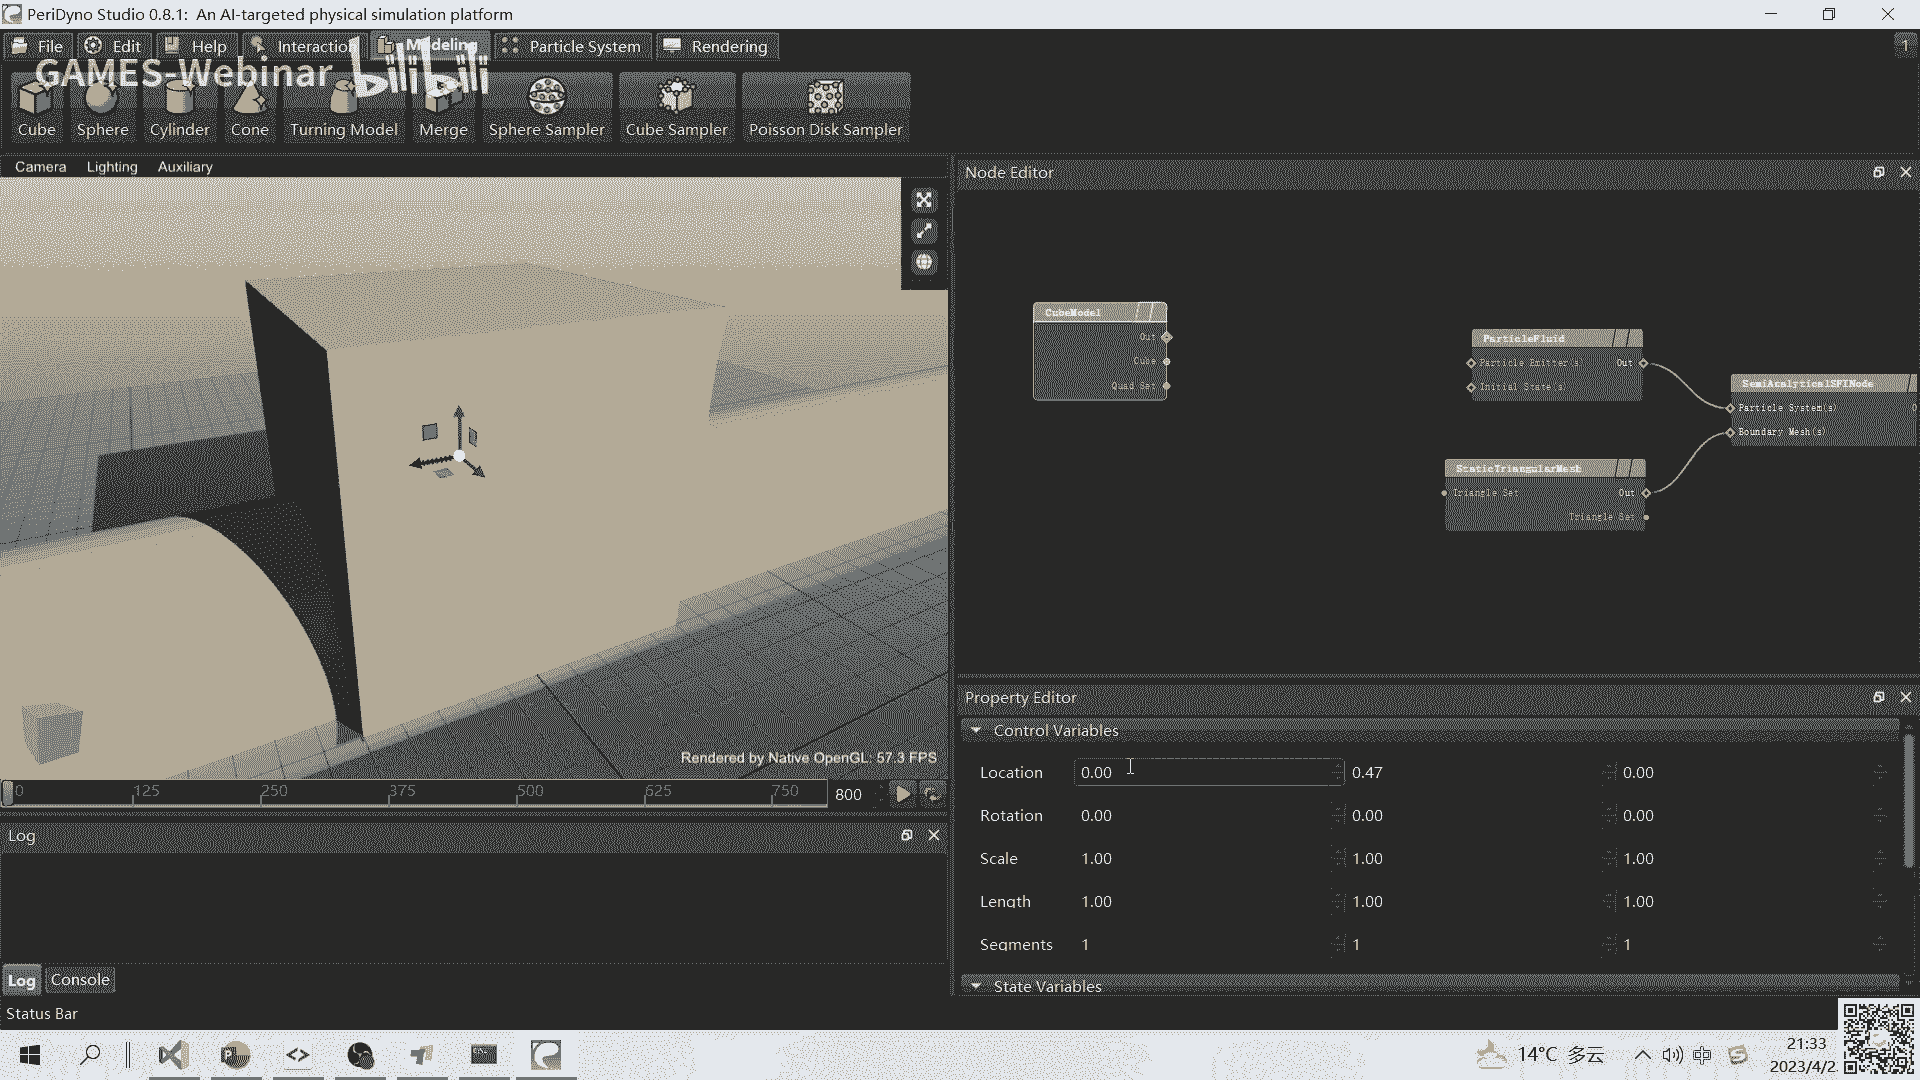 PeriDyno Studio 0.8.1: An AI-targeted physical simulation platform
File Edit Help Interaction Modeling Particle System Rendering 1
GAMES-Webinar bilibili
Cube Sphere Cylinder Cone Turning Model Merge Sphere Sampler Cube Sampler Poisson Disk Sampler
Camera Lighting Auxiliary
Rendered by Native OpenGL: 57.3 FPS
0 125 250 375 500 625 750 800
Log
Log Console
Status Bar
Node Editor
CubeModel
Out
Cube
Quad Set
ParticleFluid
Particle Emitter(s) Out
Initial State(s)
StaticTriangularMesh
Triangle Set Out
Triangle Set
SemiAnalyticalSFINode
Particle System(s) O
Boundary Mesh(s)
Property Editor
Control Variables
Location 0.00 0.47 0.00
Rotation 0.00 0.00 0.00
Scale 1.00 1.00 1.00
Length 1.00 1.00 1.00
Segments 1 1 1
State Variables
14°C 多云 中 21:33
2023/4/2